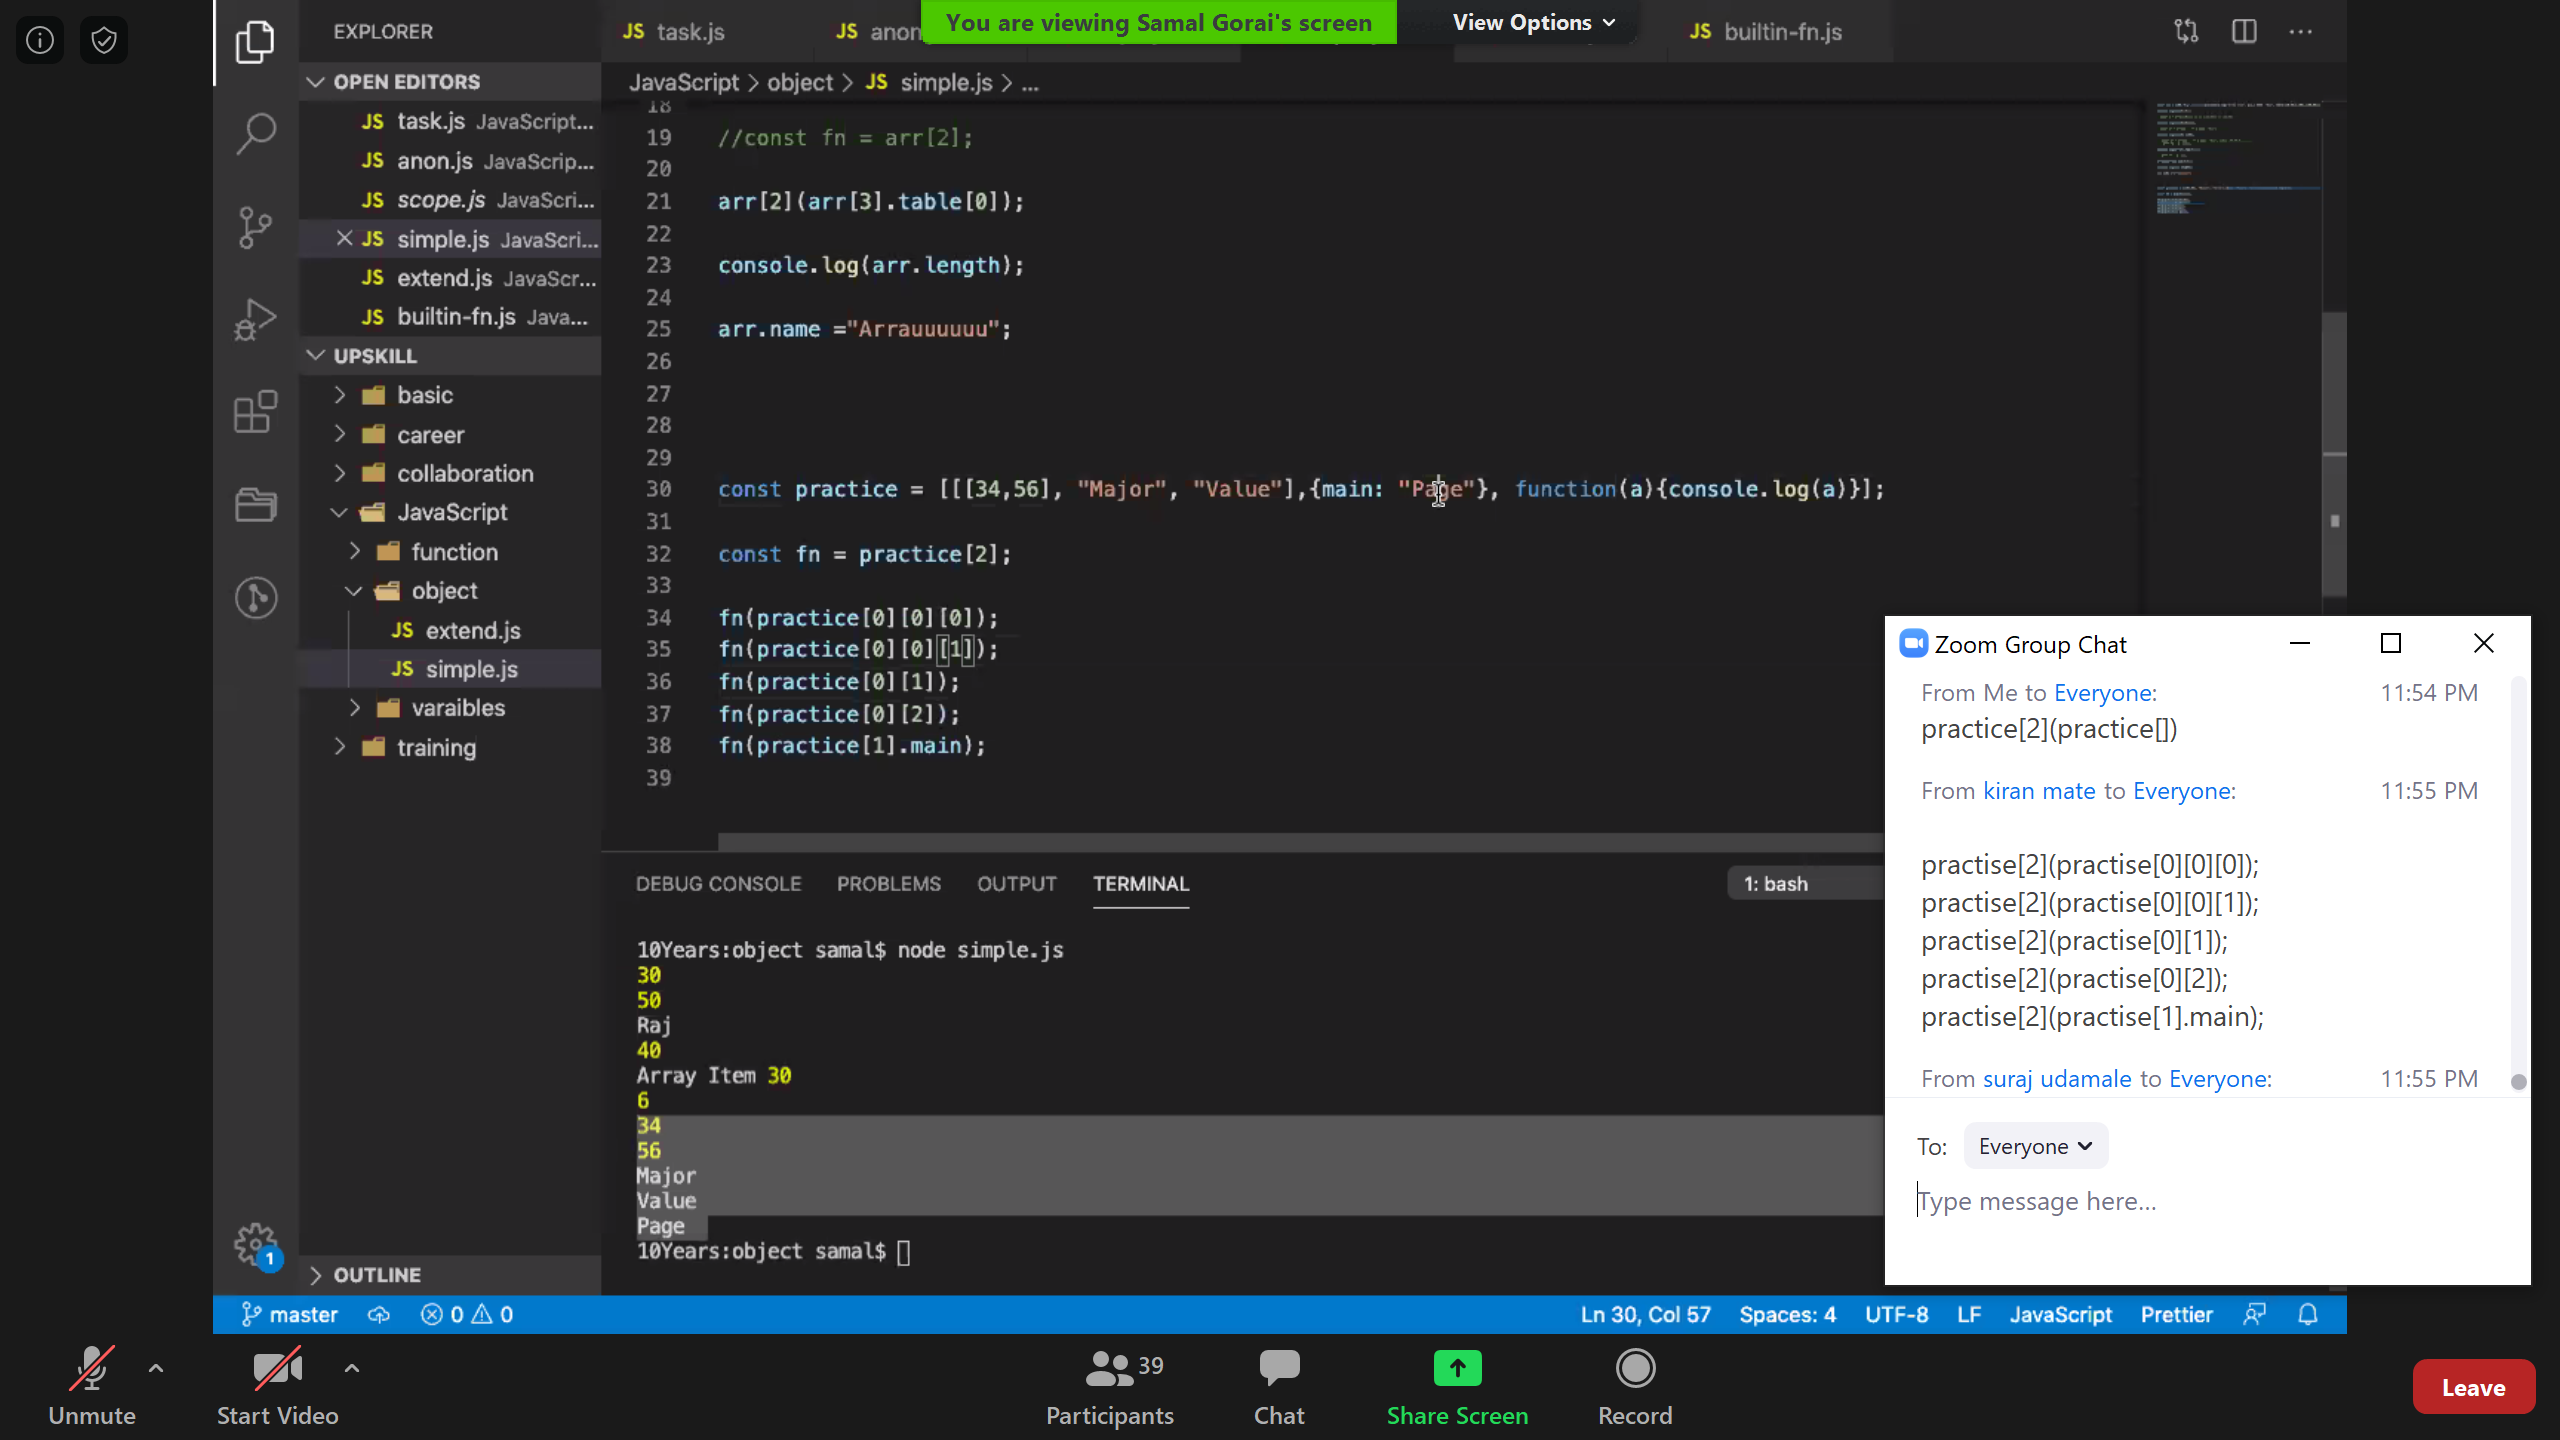 You are viewing Samal Gorai's screen
View Options
EXPLORER
OPEN EDITORS
JS task.js JavaScript...
JS anon.js JavaScrip...
JS scope.js JavaScri...
JS simple.js JavaScri...
JS extend.js JavaScr...
JS builtin-fn.js Java...
UPSKILL
basic
career
collaboration
JavaScript
function
object
JS extend.js
JS simple.js
varaibles
training
OUTLINE
JS task.js
JS anon
JS builtin-fn.js
JavaScript > object > JS simple.js > ...
18
19 //const fn = arr[2];
20
21 arr[2](arr[3].table[0]);
22
23 console.log(arr.length);
24
25 arr.name ="Arrauuuuuu";
26
27
28
29
30 const practice = [[[34,56], "Major", "Value"],{main: "Page"}, function(a){console.log(a)}];
31
32 const fn = practice[2];
33
34 fn(practice[0][0][0]);
35 fn(practice[0][0][1]);
36 fn(practice[0][1]);
37 fn(practice[0][2]);
38 fn(practice[1].main);
39
DEBUG CONSOLE PROBLEMS OUTPUT TERMINAL
1: bash
10Years:object samal$ node simple.js
30
50
Raj
40
Array Item 30
6
34
56
Major
Value
Page
10Years:object samal$
Zoom Group Chat
From Me to Everyone: 11:54 PM
practice[2](practice[])
From kiran mate to Everyone: 11:55 PM
practise[2](practise[0][0][0]);
practise[2](practise[0][0][1]);
practise[2](practise[0][1]);
practise[2](practise[0][2]);
practise[2](practise[1].main);
From suraj udamale to Everyone: 11:55 PM
To: Everyone
Type message here...
1
master 0 0
Ln 30, Col 57 Spaces: 4 UTF-8 LF JavaScript Prettier
Unmute
Start Video
39
Participants
Chat
Share Screen
Record
Leave